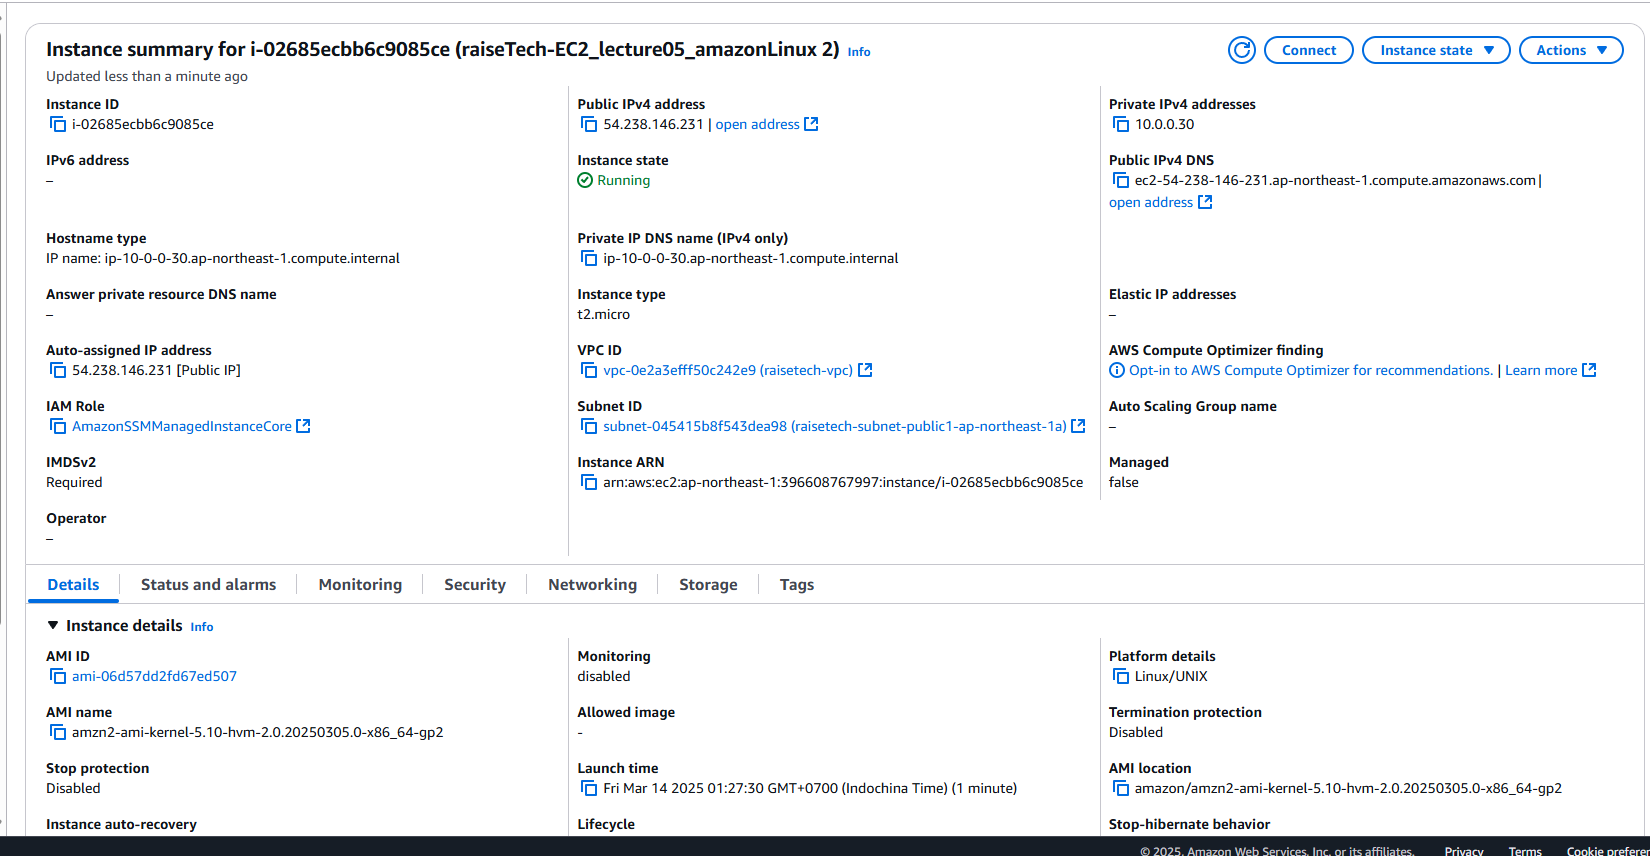 Instance summary for i-02685ecbb6c9085ce (raiseTech-EC2_lecture05_amazonLinux 2) Info
Connect
Instance state
Actions
Updated less than a minute ago
Instance ID
i-02685ecbb6c9085ce
Public IPv4 address
54.238.146.231 | open address
Private IPv4 addresses
10.0.0.30
IPv6 address
–
Instance state
Running
Public IPv4 DNS
ec2-54-238-146-231.ap-northeast-1.compute.amazonaws.com |
open address
Hostname type
IP name: ip-10-0-0-30.ap-northeast-1.compute.internal
Private IP DNS name (IPv4 only)
ip-10-0-0-30.ap-northeast-1.compute.internal
Answer private resource DNS name
–
Instance type
t2.micro
Elastic IP addresses
–
Auto-assigned IP address
54.238.146.231 [Public IP]
VPC ID
vpc-0e2a3efff50c242e9 (raisetech-vpc)
AWS Compute Optimizer finding
Opt-in to AWS Compute Optimizer for recommendations. | Learn more
IAM Role
AmazonSSMManagedInstanceCore
Subnet ID
subnet-045415b8f543dea98 (raisetech-subnet-public1-ap-northeast-1a)
Auto Scaling Group name
–
IMDSv2
Required
Instance ARN
arn:aws:ec2:ap-northeast-1:396608767997:instance/i-02685ecbb6c9085ce
Managed
false
Operator
–
Details
Status and alarms
Monitoring
Security
Networking
Storage
Tags
Instance details Info
AMI ID
ami-06d57dd2fd67ed507
Monitoring
disabled
Platform details
Linux/UNIX
AMI name
amzn2-ami-kernel-5.10-hvm-2.0.20250305.0-x86_64-gp2
Allowed image
-
Termination protection
Disabled
Stop protection
Disabled
Launch time
Fri Mar 14 2025 01:27:30 GMT+0700 (Indochina Time) (1 minute)
AMI location
amazon/amzn2-ami-kernel-5.10-hvm-2.0.20250305.0-x86_64-gp2
Instance auto-recovery
Lifecycle
Stop-hibernate behavior
© 2025, Amazon Web Services, Inc. or its affiliates.
Privacy
Terms
Cookie